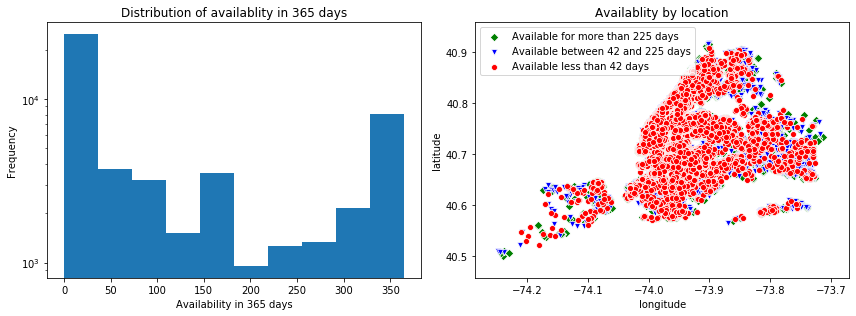 Distribution of availablity in 365 days
Frequency
10⁴
10³
0 50 100 150 200 250 300 350
Availability in 365 days
Availablity by location
Available for more than 225 days
Available between 42 and 225 days
Available less than 42 days
latitude
40.9
40.8
40.7
40.6
40.5
−74.2 −74.1 −74.0 −73.9 −73.8 −73.7
longitude